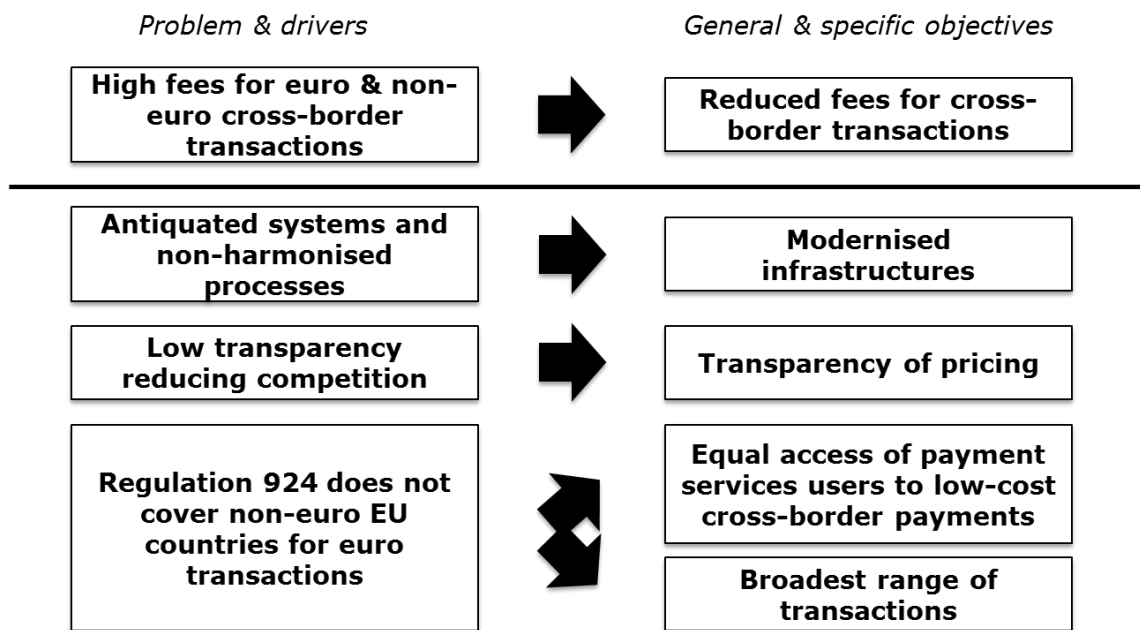 Problem & drivers
General & specific objectives
High fees for euro & non-
euro cross-border
transactions
Reduced fees for cross-
border transactions
Antiquated systems and
non-harmonised
processes
Modernised
infrastructures
Low transparency
reducing competition
Transparency of pricing
Regulation 924 does not
cover non-euro EU
countries for euro
transactions
Equal access of payment
services users to low-cost
cross-border payments
Broadest range of
transactions